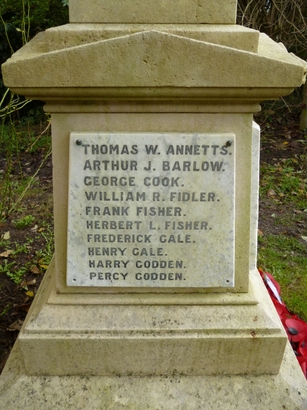 THOMAS W. ANNETTS.
ARTHUR J. BARLOW.
GEORGE COOK.
WILLIAM R. FIDLER.
FRANK FISHER.
HERBERT L. FISHER.
FREDERICK GALE.
HENRY GALE.
HARRY GODDEN.
PERCY GODDEN.